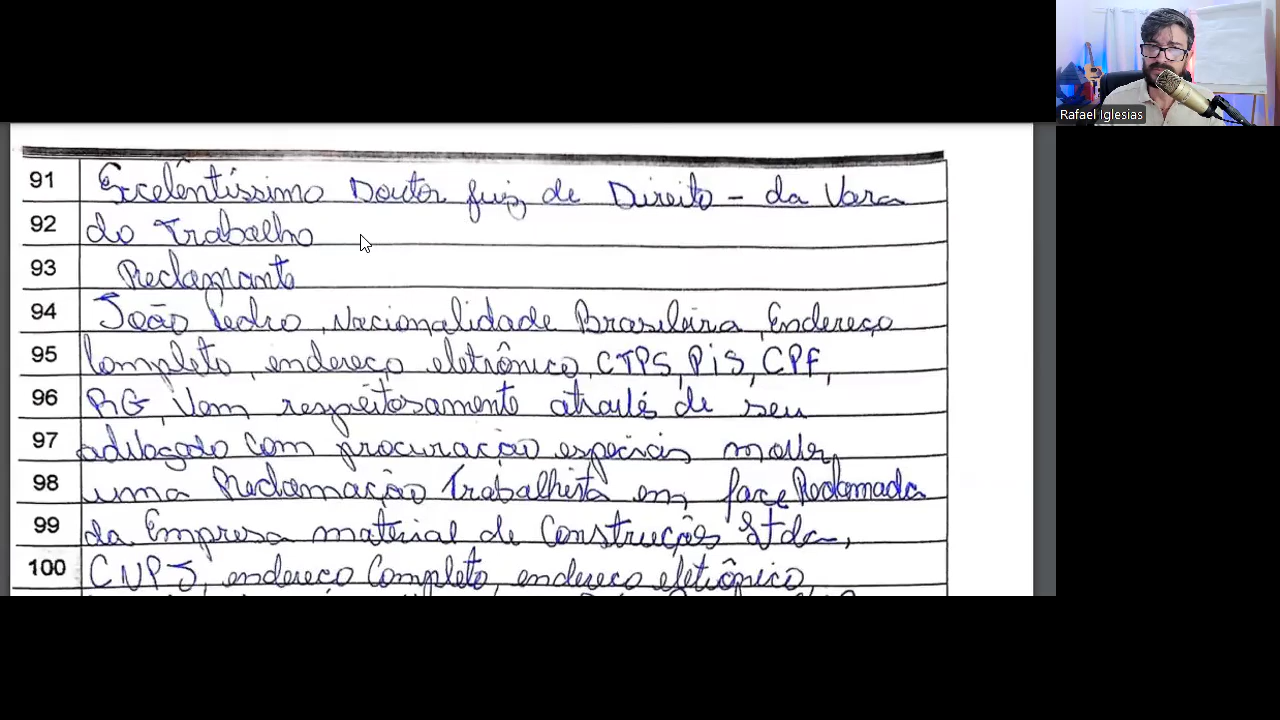 Rafael Iglesias
91 Excelentíssimo Doutor Juiz de Direito - da Vara
92 do Trabalho
93 Reclamante
94 João Pedro, Nacionalidade Brasileira, Endereço
95 Completo, endereço eletrônico, CTPS, PiS, CPF,
96 RG, Vem respeitosamente através de seu
97 advogado com procuração especiais mover,
98 uma Reclamação Trabalhista em face Reclamada
99 da Empresa material de Construções Ltda,
100 CNPJ, endereço Completo, endereço eletrônico,